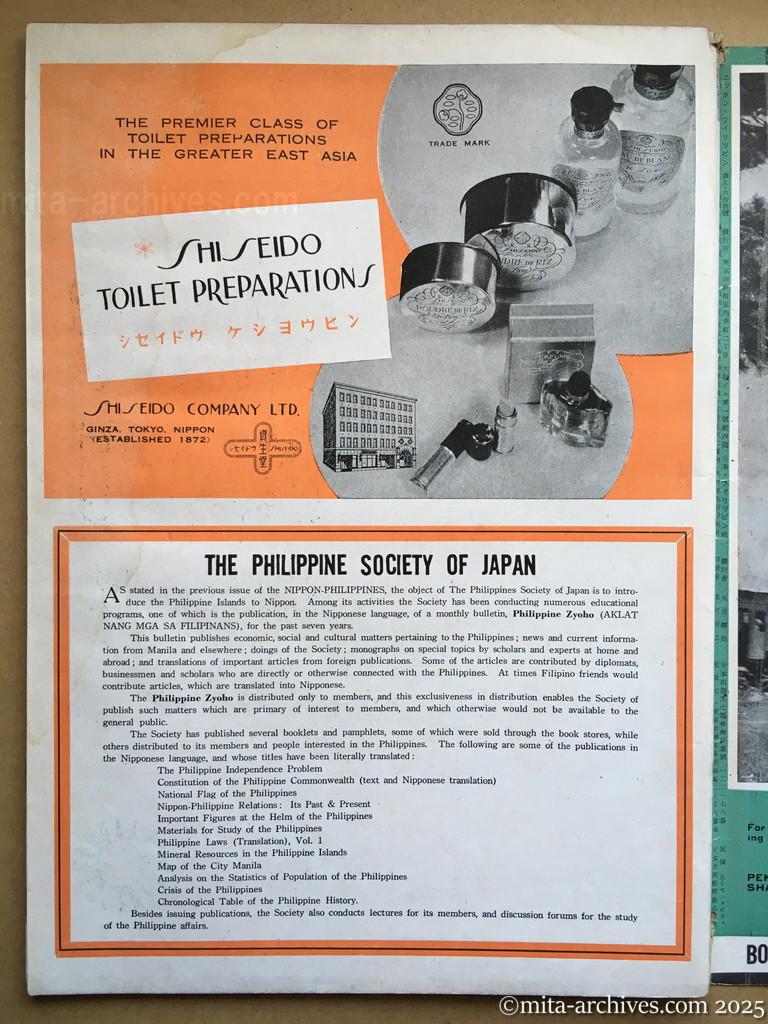 THE PREMIER CLASS OF
TOILET PREPARATIONS
IN THE GREATER EAST ASIA
TRADE MARK
mita-archives.com
SHISEIDO
TOILET PREPARATIONS
シセイドウ ケシヨウヒン
SHISEIDO COMPANY LTD.
GINZA, TOKYO, NIPPON
(ESTABLISHED 1872)
資生堂
POUDRE DE RIZ
THE PHILIPPINE SOCIETY OF JAPAN
As stated in the previous issue of the NIPPON-PHILIPPINES, the object of The Philippines Society of Japan is to intro-
duce the Philippine Islands to Nippon. Among its activities the Society has been conducting numerous educational
programs, one of which is the publication, in the Nipponese language, of a monthly bulletin, Philippine Zyoho (AKLAT
NANG MGA SA FILIPINANS), for the past seven years.
This bulletin publishes economic, social and cultural matters pertaining to the Philippines; news and current informa-
tion from Manila and elsewhere; doings of the Society; monographs on special topics by scholars and experts at home and
abroad; and translations of important articles from foreign publications. Some of the articles are contributed by diplomats,
businessmen and scholars who are directly or otherwise connected with the Philippines. At times Filipino friends would
contribute articles, which are translated into Nipponese.
The Philippine Zyoho is distributed only to members, and this exclusiveness in distribution enables the Society of
publish such matters which are primary of interest to members, and which otherwise would not be available to the
general public.
The Society has published several booklets and pamphlets, some of which were sold through the book stores, while
others distributed to its members and people interested in the Philippines. The following are some of the publications in
the Nipponese language, and whose titles have been literally translated:
The Philippine Independence Problem
Constitution of the Philippine Commonwealth (text and Nipponese translation)
National Flag of the Philippines
Nippon-Philippine Relations: Its Past & Present
Important Figures at the Helm of the Philippines
Materials for Study of the Philippines
Philippine Laws (Translation), Vol. 1
Mineral Resources in the Philippine Islands
Map of the City Manila
Analysis on the Statistics of Population of the Philippines
Crisis of the Philippines
Chronological Table of the Philippine History.
Besides issuing publications, the Society also conducts lectures for its members, and discussion forums for the study
of the Philippine affairs.
For
ing
PEK
SHA
BO
©mita-archives.com 2025